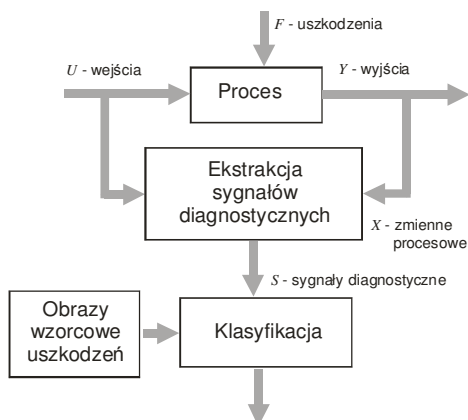 F - uszkodzenia
U - wejścia
Y - wyjścia
Proces
Ekstrakcja
sygnałów
diagnostycznych
X - zmienne
procesowe
S - sygnały diagnostyczne
Obrazy
wzorcowe
uszkodzeń
Klasyfikacja